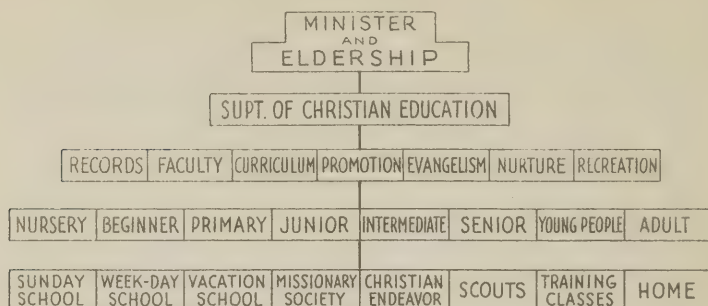 MINISTER
AND
ELDERSHIP
SUPT. OF CHRISTIAN EDUCATION
RECORDS FACULTY CURRICULUM PROMOTION EVANGELISM NURTURE RECREATION
NURSERY BEGINNER PRIMARY JUNIOR INTERMEDIATE SENIOR YOUNG PEOPLE ADULT
SUNDAY SCHOOL WEEK-DAY SCHOOL VACATION SCHOOL MISSIONARY SOCIETY CHRISTIAN ENDEAVOR SCOUTS TRAINING CLASSES HOME